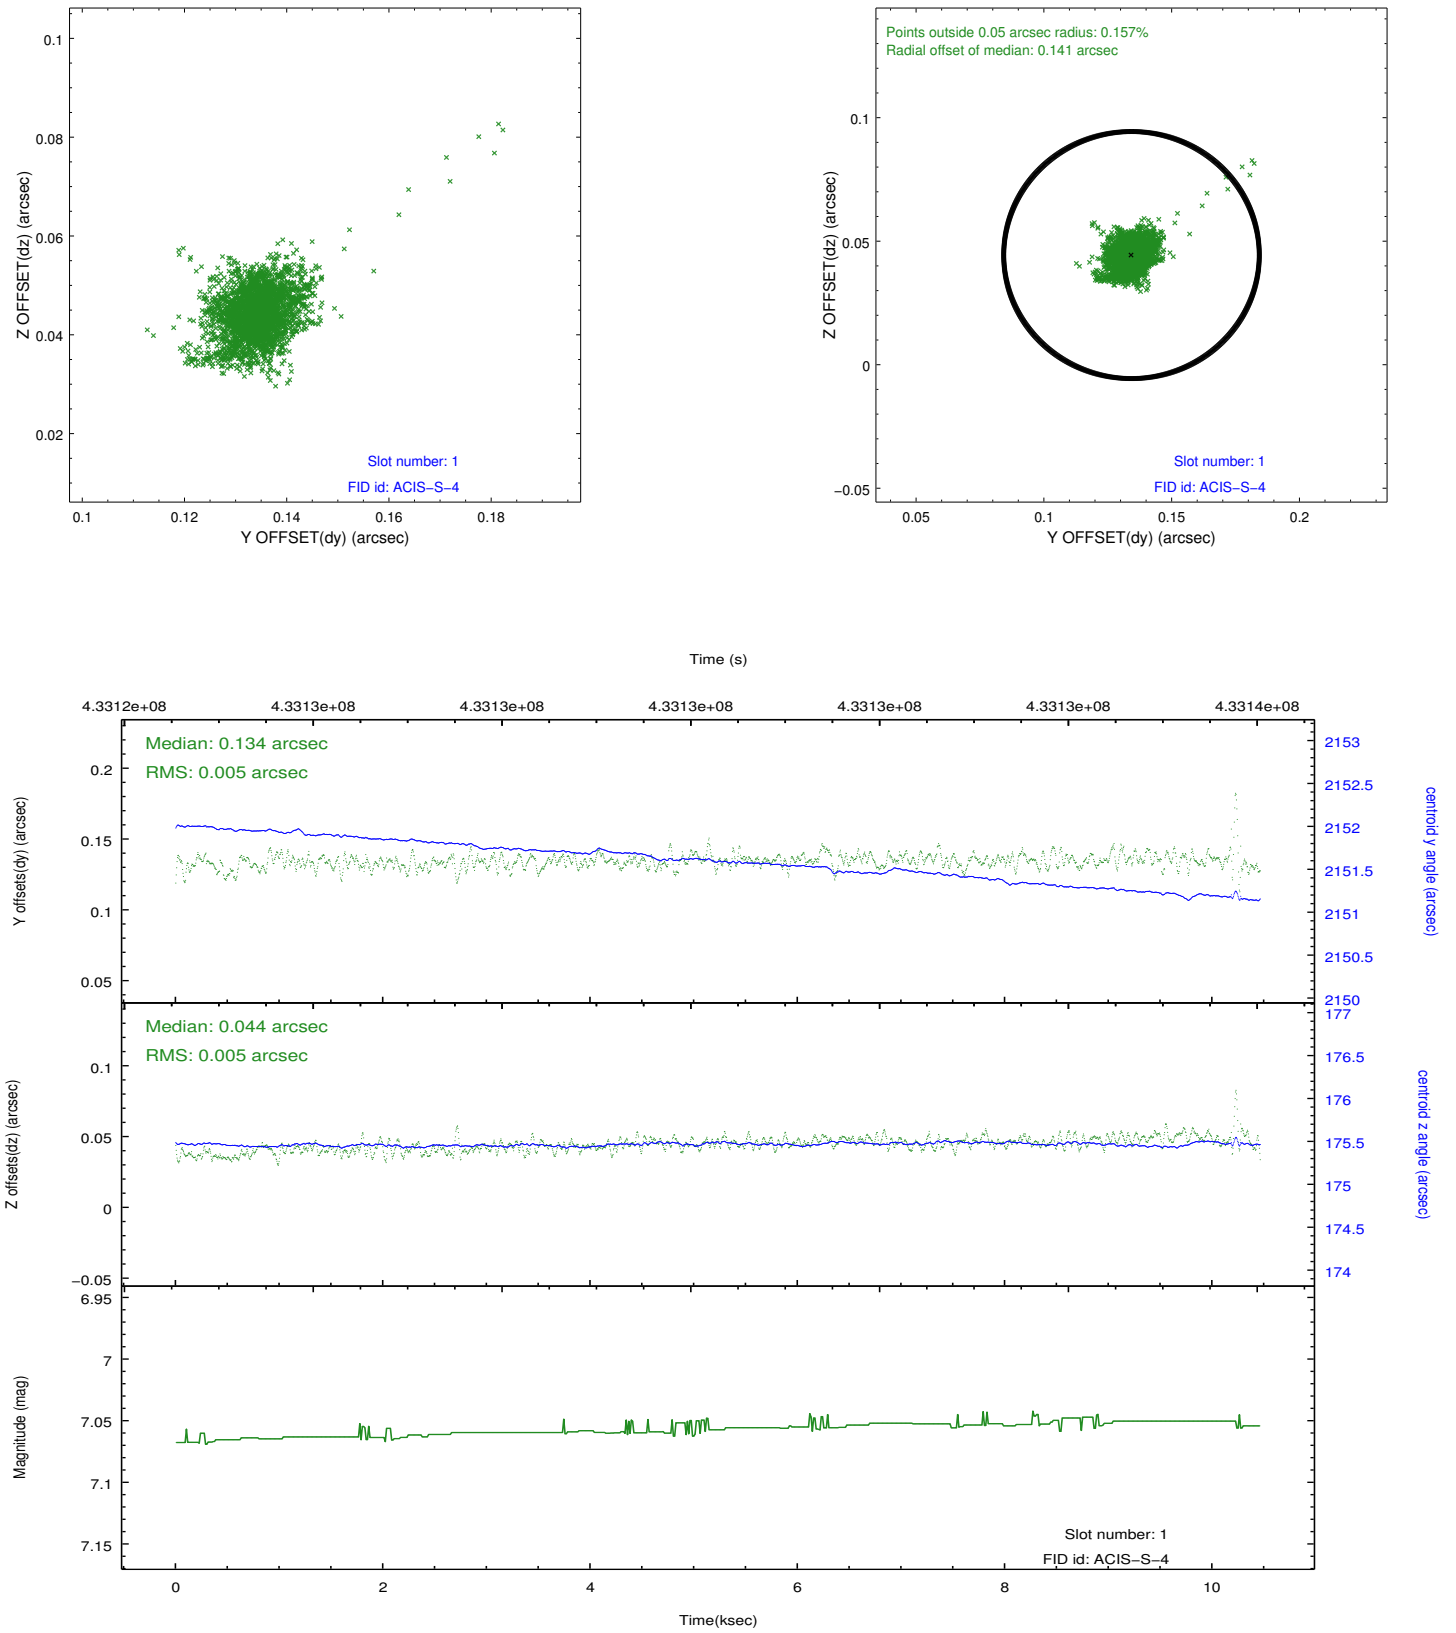 0.1
0.08
0.06
0.04
0.02
Z OFFSET(dz) (arcsec)
Slot number: 1
FID id: ACIS−S−4
0.1 0.12 0.14 0.16 0.18
Y OFFSET(dy) (arcsec)
Points outside 0.05 arcsec radius: 0.157%
Radial offset of median: 0.141 arcsec
0.1
0.05
0
−0.05
Z OFFSET(dz) (arcsec)
Slot number: 1
FID id: ACIS−S−4
0.05 0.1 0.15 0.2
Y OFFSET(dy) (arcsec)
Time (s)
4.3312e+08 4.3313e+08 4.3313e+08 4.3313e+08 4.3313e+08 4.3313e+08 4.3314e+08
Median: 0.134 arcsec
RMS: 0.005 arcsec
0.2
0.15
0.1
0.05
Y offsets(dy) (arcsec)
2153
2152.5
2152
2151.5
2151
2150.5
2150
centroid y angle (arcsec)
Median: 0.044 arcsec
RMS: 0.005 arcsec
0.1
0.05
0
−0.05
Z offsets(dz) (arcsec)
177
176.5
176
175.5
175
174.5
174
centroid z angle (arcsec)
6.95
7
7.05
7.1
7.15
Magnitude (mag)
Slot number: 1
FID id: ACIS−S−4
0 2 4 6 8 10
Time(ksec)